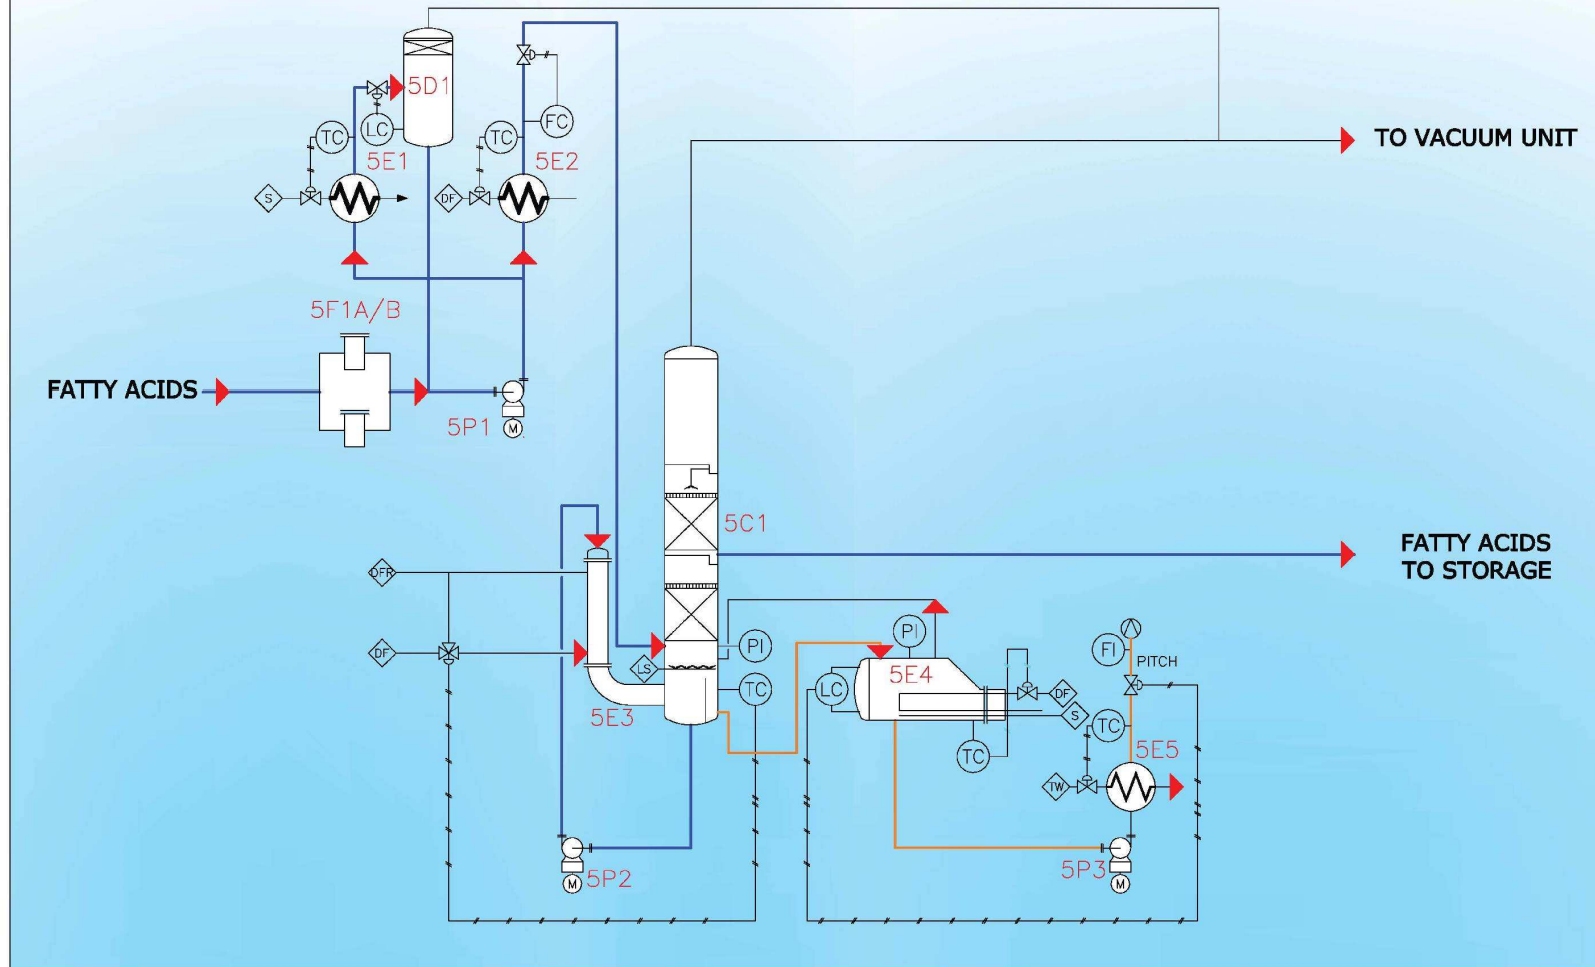 5D1
TC
LC
5E1
S
TC
FC
5E2
DF
TO VACUUM UNIT
5F1A/B
FATTY ACIDS
5P1
M
5C1
FATTY ACIDS
TO STORAGE
DFR
DF
5E3
LS
PI
TC
PI
5E4
LC
DF
S
TC
FI
PITCH
TC
5E5
TW
5P2
M
5P3
M